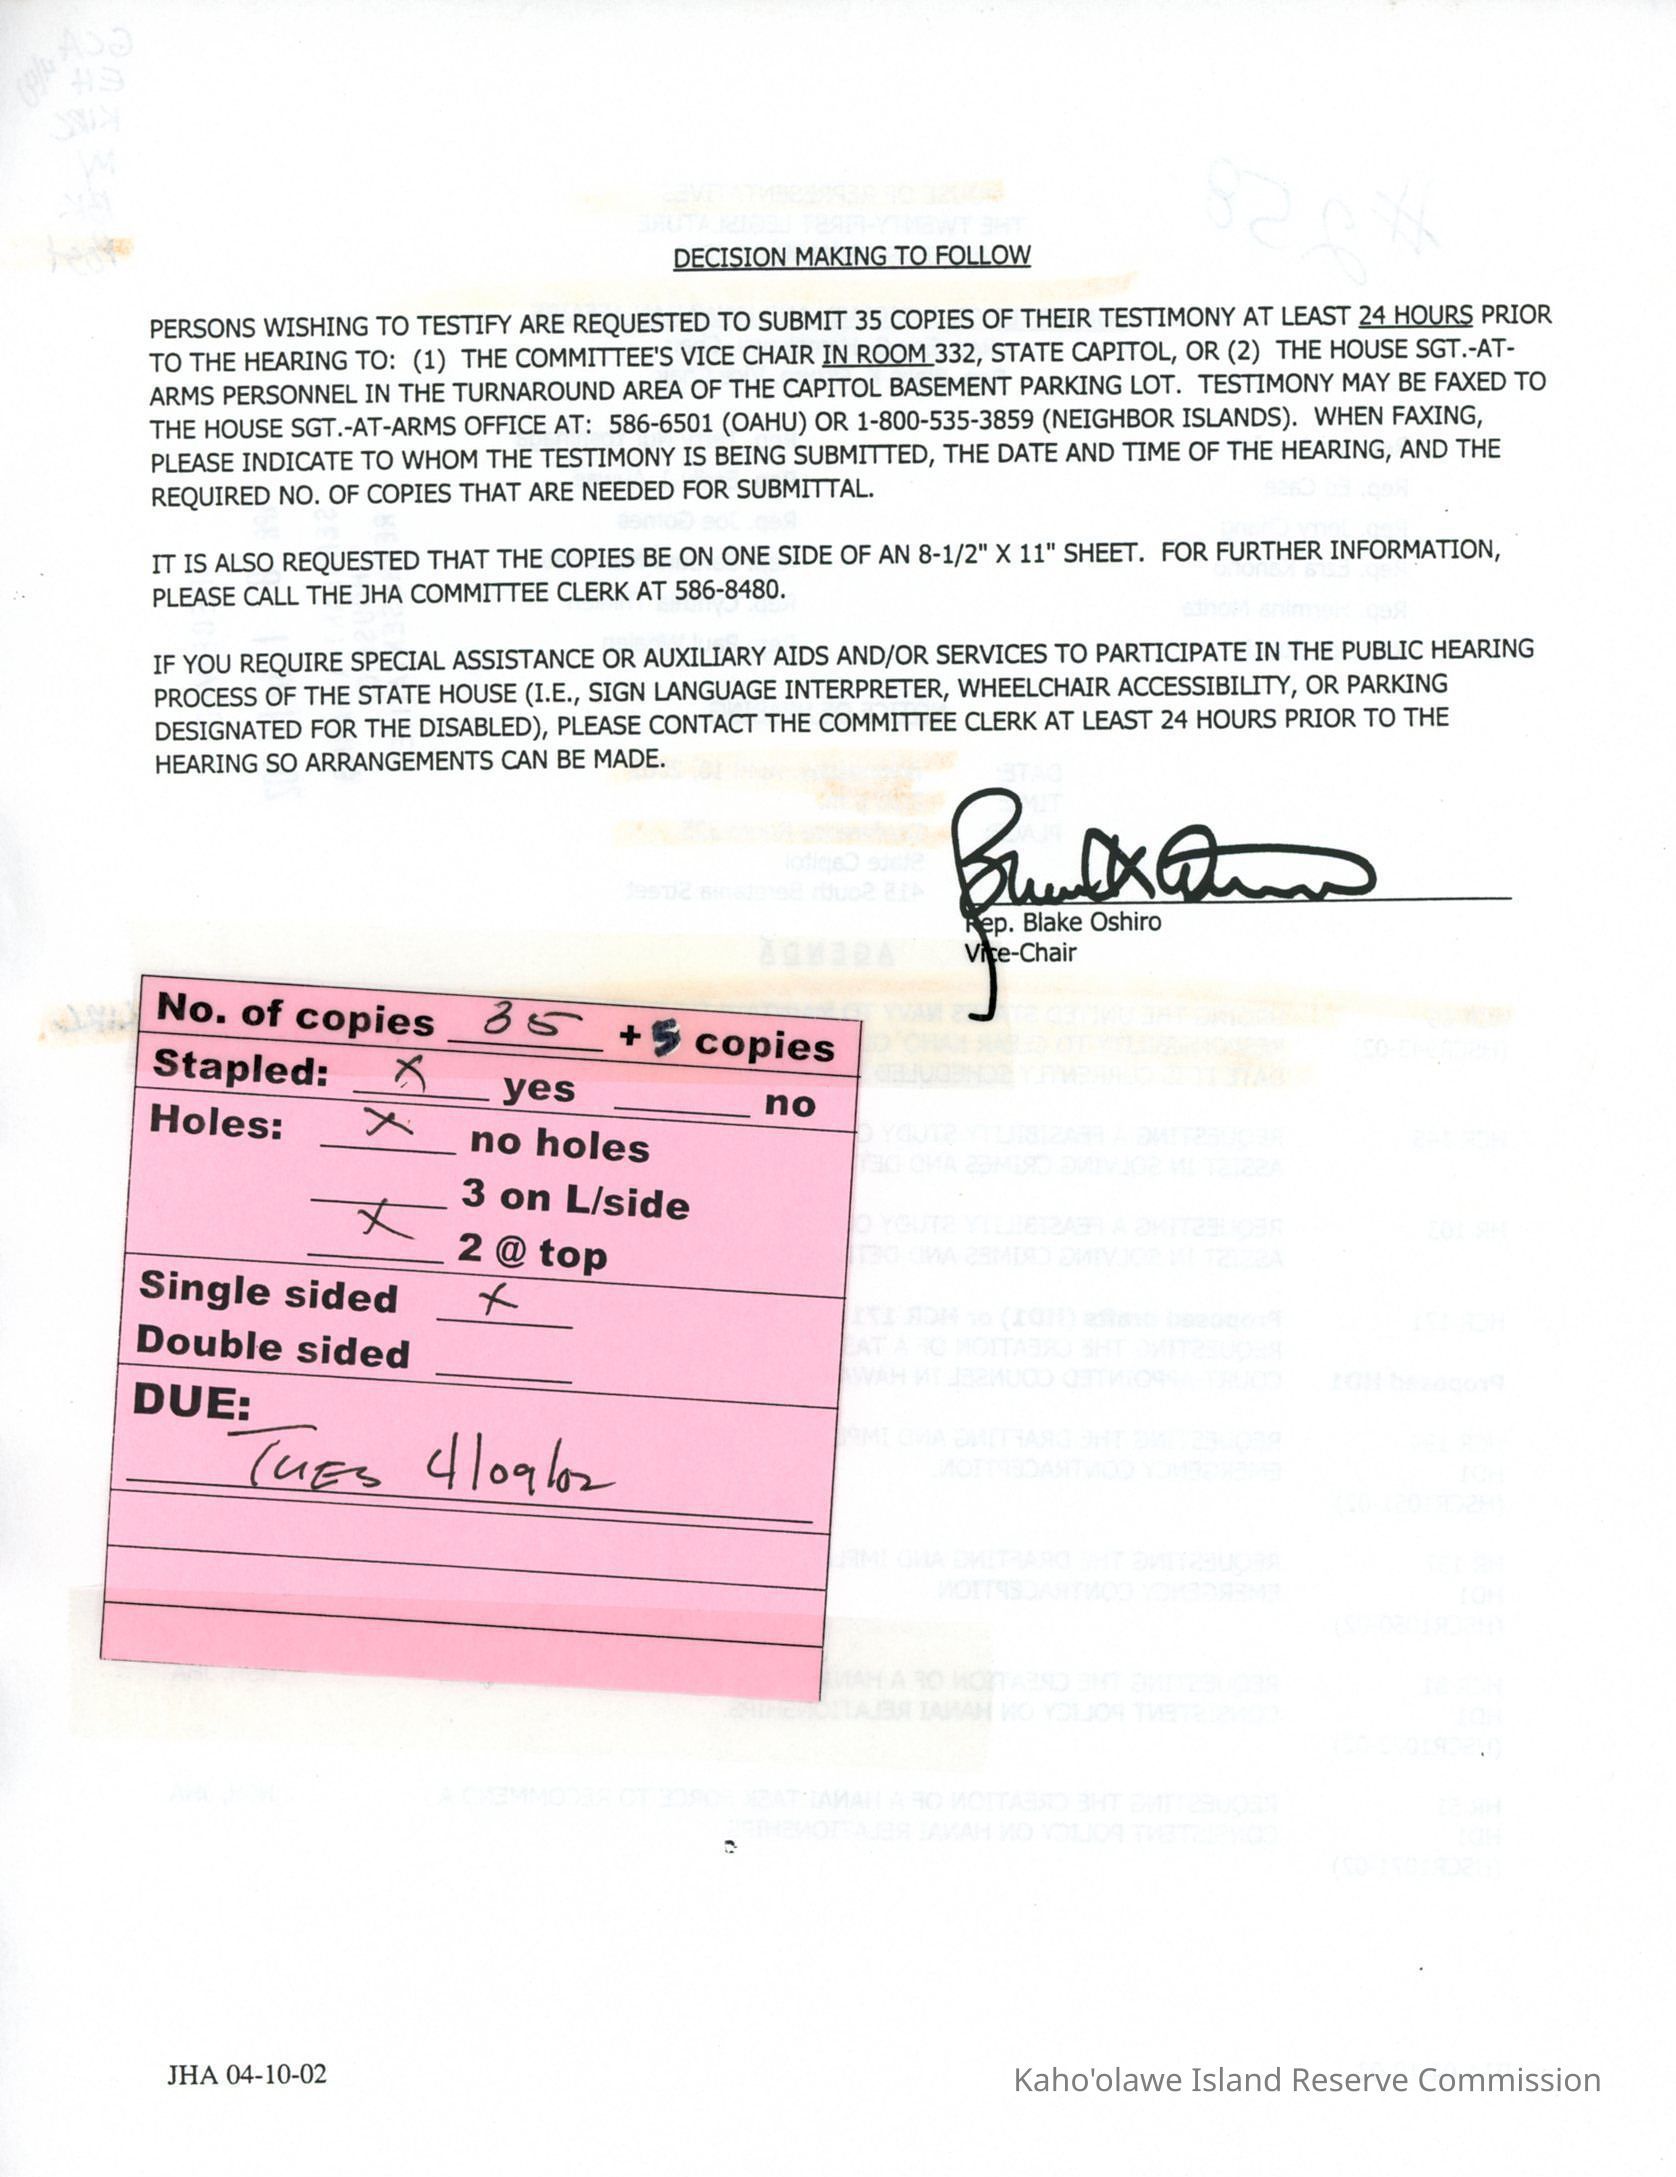 DECISION MAKING TO FOLLOW
PERSONS WISHING TO TESTIFY ARE REQUESTED TO SUBMIT 35 COPIES OF THEIR TESTIMONY AT LEAST 24 HOURS PRIOR
TO THE HEARING TO: (1) THE COMMITTEE'S VICE CHAIR IN ROOM 332, STATE CAPITOL, OR (2) THE HOUSE SGT.-AT-
ARMS PERSONNEL IN THE TURNAROUND AREA OF THE CAPITOL BASEMENT PARKING LOT. TESTIMONY MAY BE FAXED TO
THE HOUSE SGT.-AT-ARMS OFFICE AT: 586-6501 (OAHU) OR 1-800-535-3859 (NEIGHBOR ISLANDS). WHEN FAXING,
PLEASE INDICATE TO WHOM THE TESTIMONY IS BEING SUBMITTED, THE DATE AND TIME OF THE HEARING, AND THE
REQUIRED NO. OF COPIES THAT ARE NEEDED FOR SUBMITTAL.
IT IS ALSO REQUESTED THAT THE COPIES BE ON ONE SIDE OF AN 8-1/2" X 11" SHEET. FOR FURTHER INFORMATION,
PLEASE CALL THE JHA COMMITTEE CLERK AT 586-8480.
IF YOU REQUIRE SPECIAL ASSISTANCE OR AUXILIARY AIDS AND/OR SERVICES TO PARTICIPATE IN THE PUBLIC HEARING
PROCESS OF THE STATE HOUSE (I.E., SIGN LANGUAGE INTERPRETER, WHEELCHAIR ACCESSIBILITY, OR PARKING
DESIGNATED FOR THE DISABLED), PLEASE CONTACT THE COMMITTEE CLERK AT LEAST 24 HOURS PRIOR TO THE
HEARING SO ARRANGEMENTS CAN BE MADE.
Rep. Blake Oshiro
Vice-Chair
No. of copies 35 + 5 copies
Stapled: X yes no
Holes: X no holes
3 on L/side
X 2 @ top
Single sided X
Double sided
DUE:
TUES 4/09/02
JHA 04-10-02
Kaho'olawe Island Reserve Commission